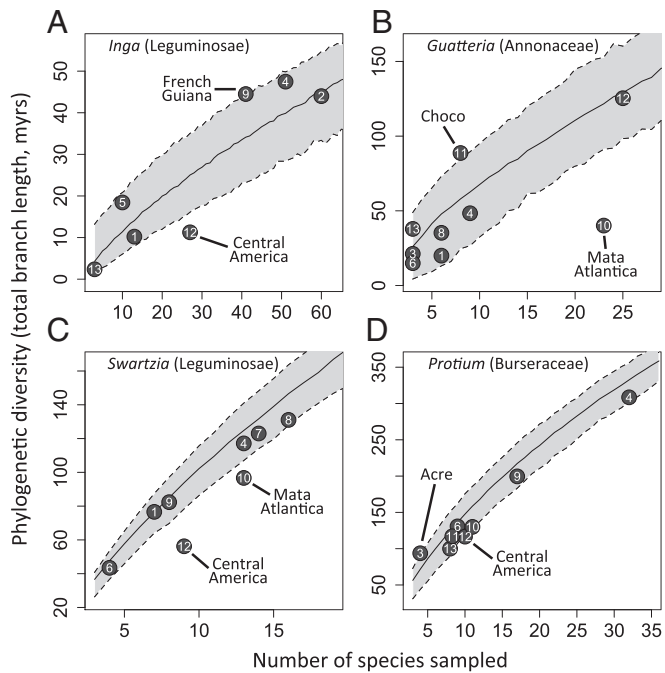 A
Inga (Leguminosae)
French
Guiana
9
4
2
5
1
12
13
Central
America
0
10
20
30
40
50
10
20
30
40
50
60
B
Guatteria (Annonaceae)
Choco
11
12
13
4
8
3
6
1
10
Mata
Atlantica
0
50
100
150
5
10
15
20
25
C
Swartzia (Leguminosae)
8
7
4
9
1
10
12
6
Mata
Atlantica
Central
America
20
60
100
140
5
10
15
D
Protium (Burseraceae)
Acre
4
9
6
10
11
12
13
3
Central
America
50
150
250
350
5
10
15
20
25
30
35
Phylogenetic diversity (total branch length, myrs)
Number of species sampled